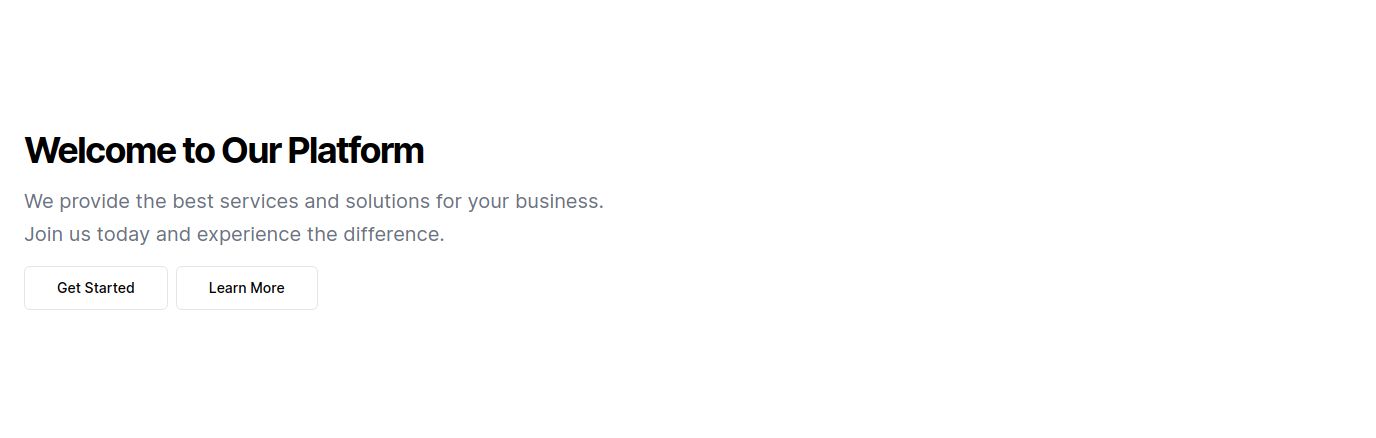 Welcome to Our Platform
We provide the best services and solutions for your business.
Join us today and experience the difference.
Get Started
Learn More